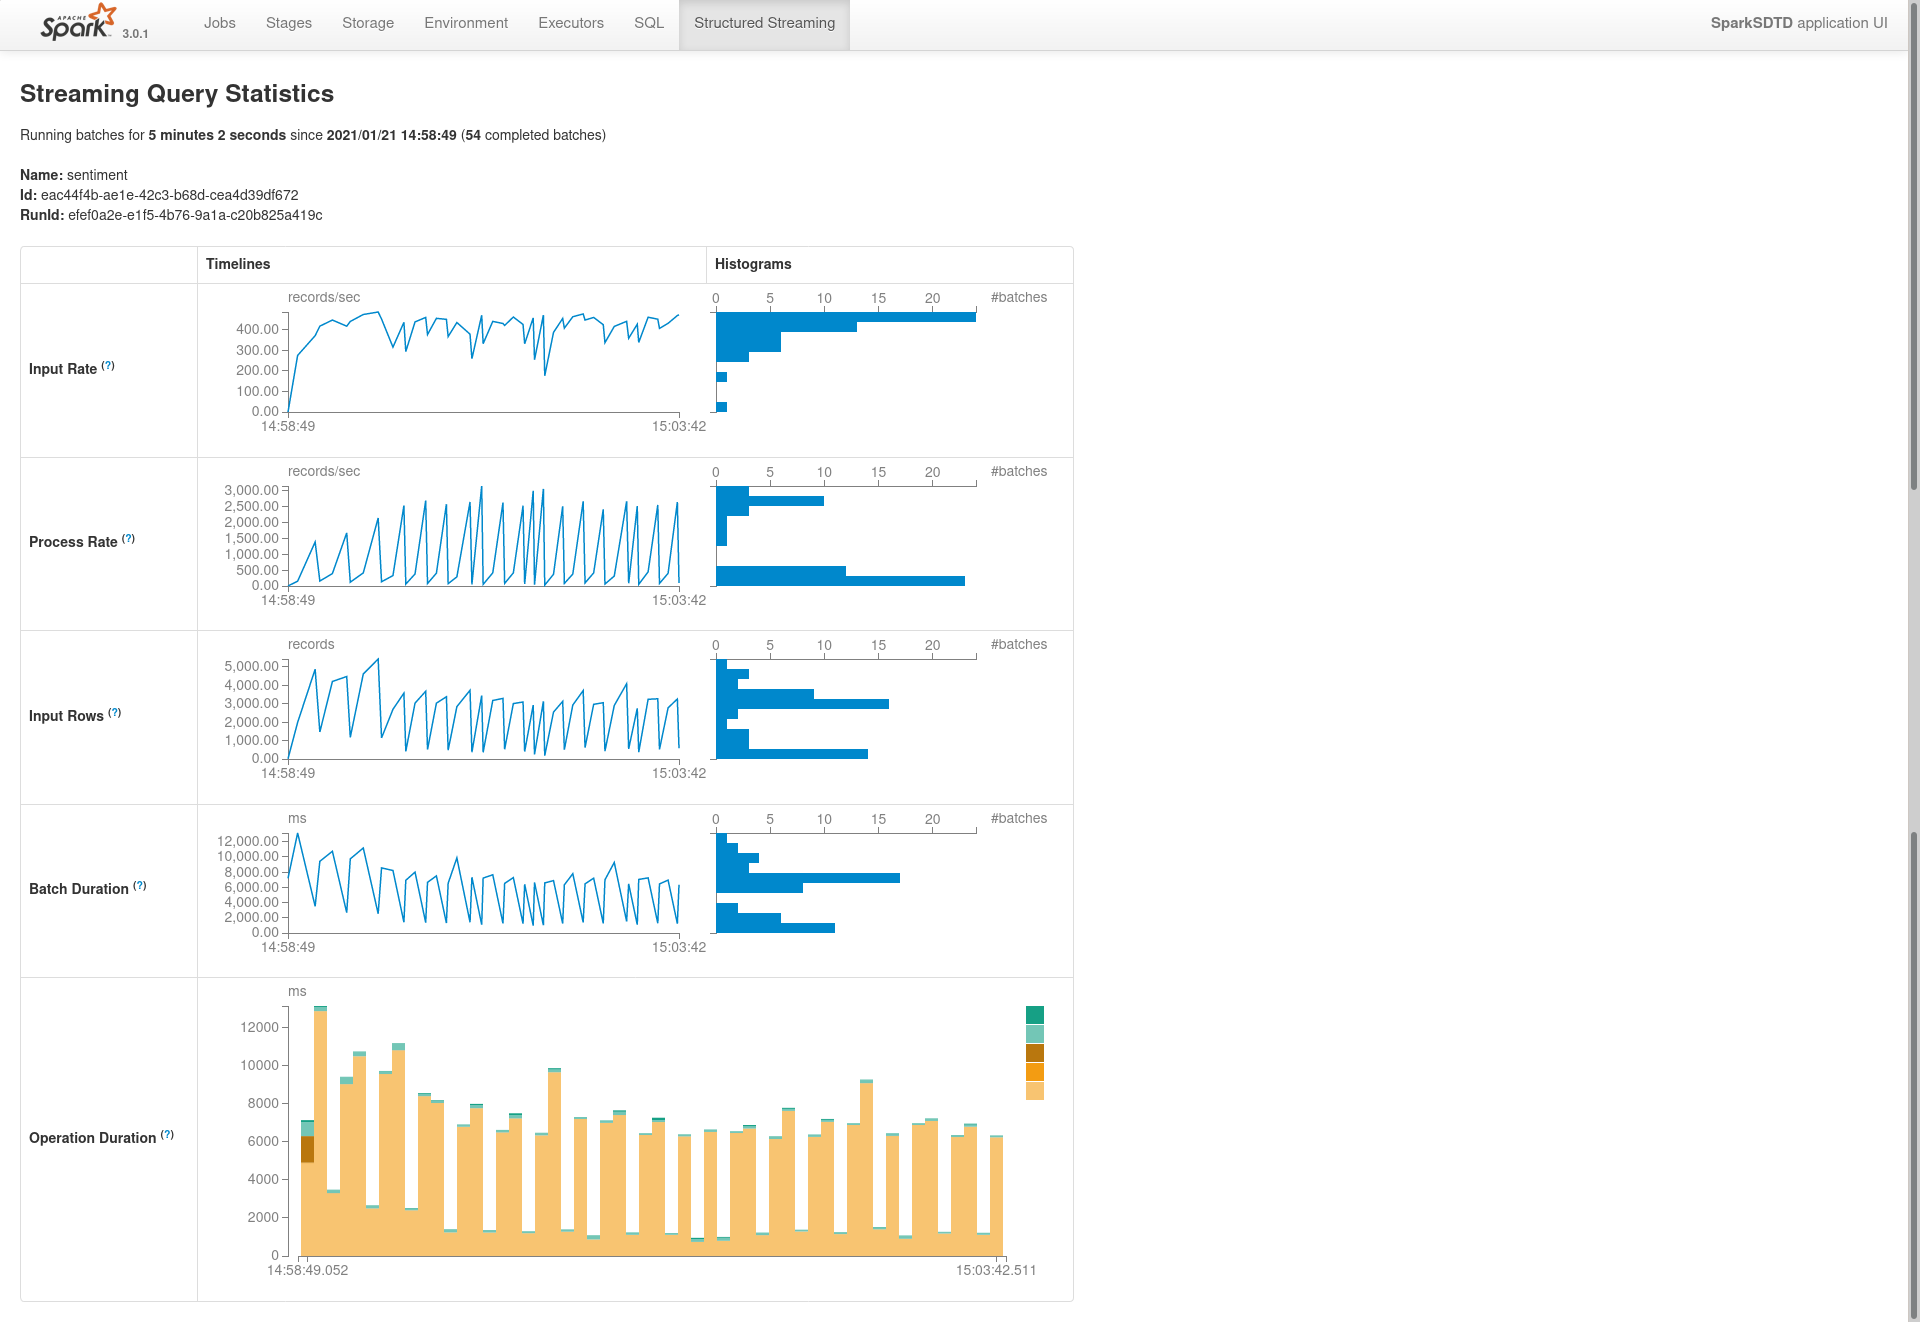 APACHE
Spark 3.0.1 Jobs Stages Storage Environment Executors SQL Structured Streaming SparkSDTD application UI
Streaming Query Statistics
Running batches for 5 minutes 2 seconds since 2021/01/21 14:58:49 (54 completed batches)
Name: sentiment
Id: eac44f4b-ae1e-42c3-b68d-cea4d39df672
RunId: efef0a2e-e1f5-4b76-9a1a-c20b825a419c
Timelines Histograms
Input Rate (?)
records/sec
400.00
300.00
200.00
100.00
0.00
14:58:49 15:03:42
0 5 10 15 20 #batches
Process Rate (?)
records/sec
3,000.00
2,500.00
2,000.00
1,500.00
1,000.00
500.00
0.00
14:58:49 15:03:42
0 5 10 15 20 #batches
Input Rows (?)
records
5,000.00
4,000.00
3,000.00
2,000.00
1,000.00
0.00
14:58:49 15:03:42
0 5 10 15 20 #batches
Batch Duration (?)
ms
12,000.00
10,000.00
8,000.00
6,000.00
4,000.00
2,000.00
0.00
14:58:49 15:03:42
0 5 10 15 20 #batches
Operation Duration (?)
ms
12000
10000
8000
6000
4000
2000
0
14:58:49.052 15:03:42.511